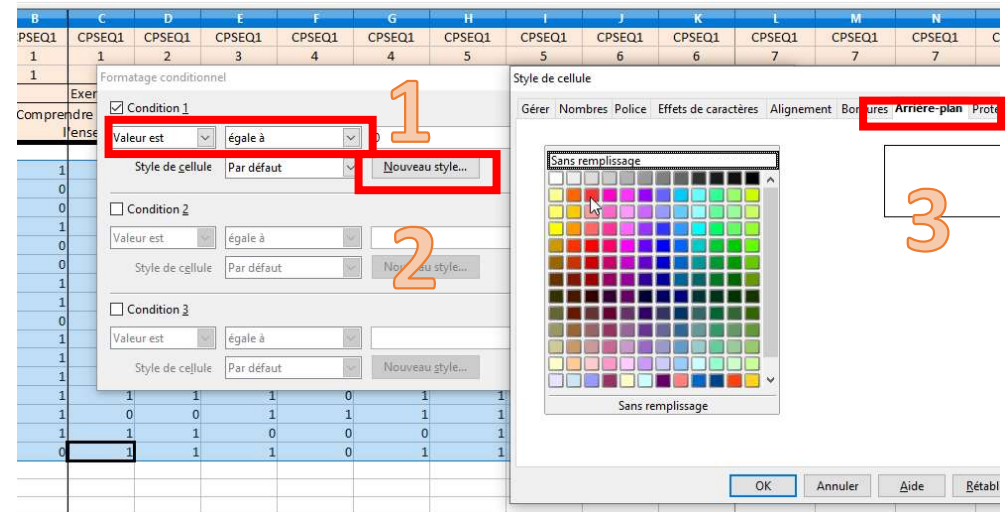 B C D E F G H I J K L M N
PSEQ1 CPSEQ1 CPSEQ1 CPSEQ1 CPSEQ1 CPSEQ1 CPSEQ1 CPSEQ1 CPSEQ1 CPSEQ1 CPSEQ1 CPSEQ1 CPSEQ1 C
1 1 2 3 4 4 5 5 6 6 7 7 7
1
Exer
Comprendre
l'ense
1
0
0
1
0
0
1
1
0
1
1
1
1 1 1 1 0 1 1
1 0 0 1 1 1 1
1 1 1 0 0 0 1
0 1 1 1 0 1 1
Formatage conditionnel
Condition 1
Valeur est égale à 0
Style de cellule Par défaut Nouveau style...
Condition 2
Valeur est égale à
Style de cellule Par défaut Nouveau style...
Condition 3
Valeur est égale à
Style de cellule Par défaut Nouveau style...
1
2
Style de cellule
Gérer Nombres Police Effets de caractères Alignement Bordures Arrière-plan Prote
Sans remplissage
Sans remplissage
3
OK Annuler Aide Rétabl